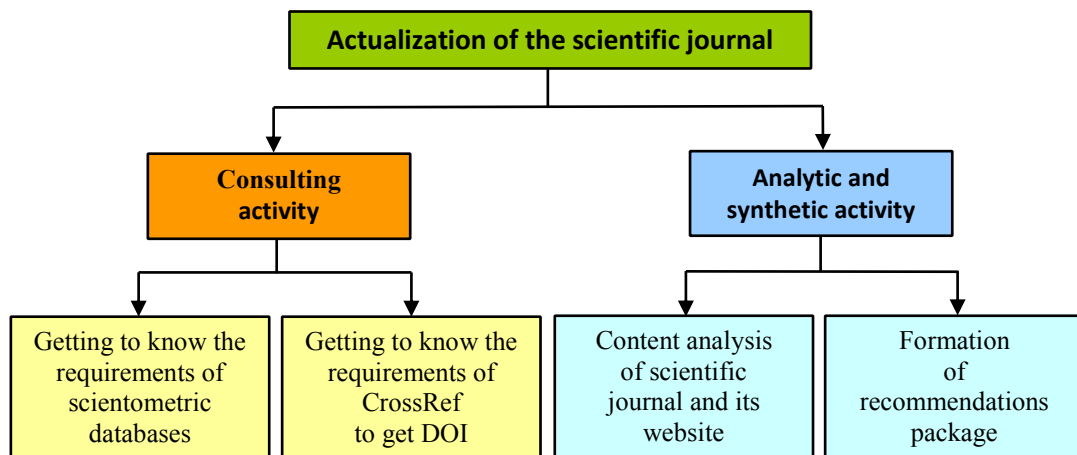 Actualization of the scientific journal
Consulting
activity
Analytic and
synthetic activity
Getting to know the
requirements of
scientometric
databases
Getting to know the
requirements of
CrossRef
to get DOI
Content analysis
of scientific
journal and its
website
Formation
of
recommendations
package